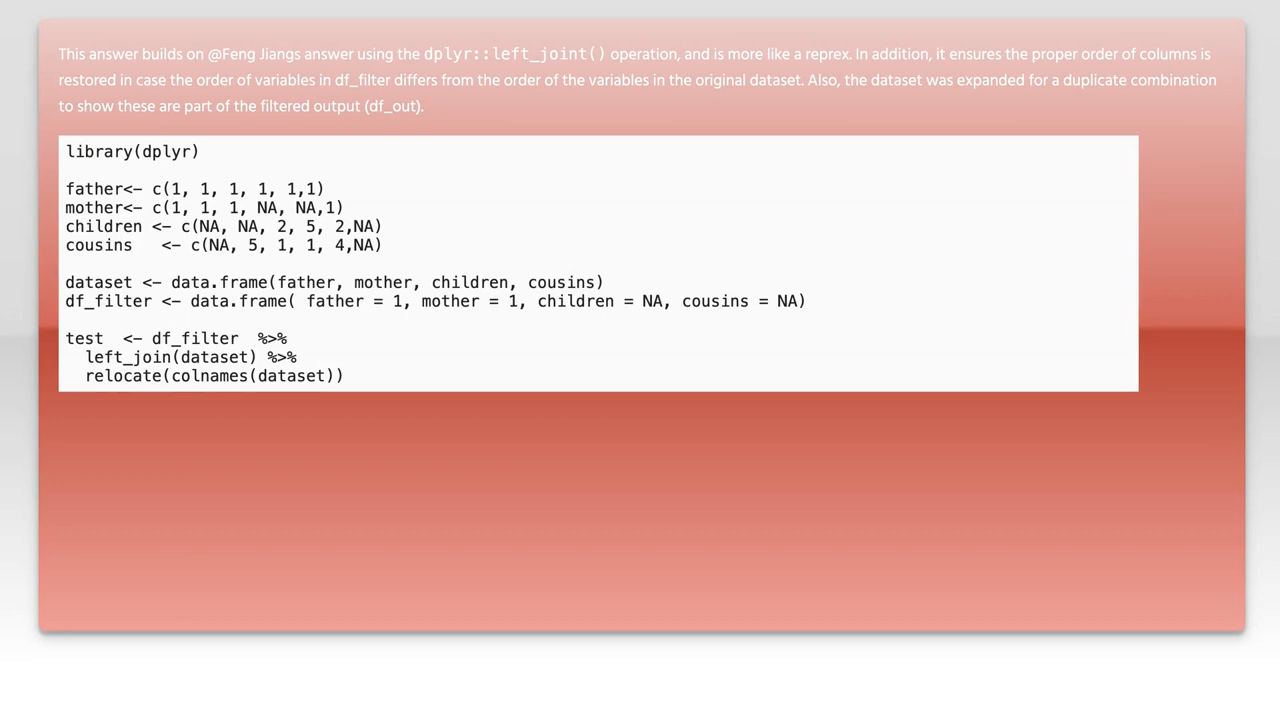 This answer builds on @Feng Jiangs answer using the dplyr::left_joint() operation, and is more like a reprex. In addition, it ensures the proper order of columns is
restored in case the order of variables in df_filter differs from the order of the variables in the original dataset. Also, the dataset was expanded for a duplicate combination
to show these are part of the filtered output (df_out).
library(dplyr)
father<- c(1, 1, 1, 1, 1,1)
mother<- c(1, 1, 1, NA, NA,1)
children <- c(NA, NA, 2, 5, 2,NA)
cousins   <- c(NA, 5, 1, 1, 4,NA)
dataset <- data.frame(father, mother, children, cousins)
df_filter <- data.frame( father = 1, mother = 1, children = NA, cousins = NA)
test  <- df_filter  %>%
  left_join(dataset) %>%
  relocate(colnames(dataset))